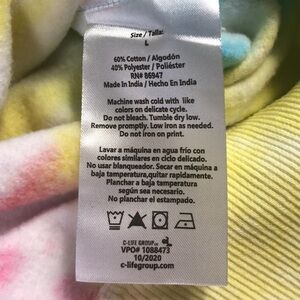 Size / Talla:
L
60% Cotton / Algodón
40% Polyester / Poliéster
RN# 86947
Made In India / Hecho En India
Machine wash cold with like
colors on delicate cycle.
Do not bleach. Tumble dry low.
Remove promptly. Low iron as needed.
Do not iron on print.
Lavar a máquina en agua frío con
colores similares en ciclo delicado.
No usar blanqueador. Secar en máquina a
baja temperatura,quitar rapidamente.
Planchar a baja temperatura
según sea necesario.
No planchar el estampado.
C-LIFE GROUP
VPO# 1088473
10/2020
c-lifegroup.com